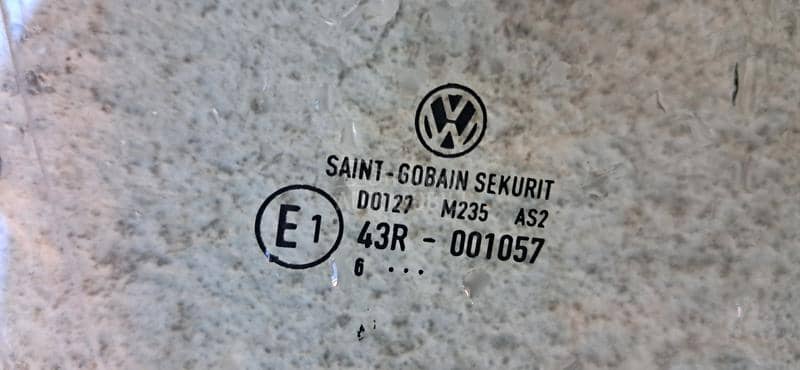 SAINT-GOBAIN SEKURIT
D0127 M235 AS2
E1 43R - 001057
6 ...